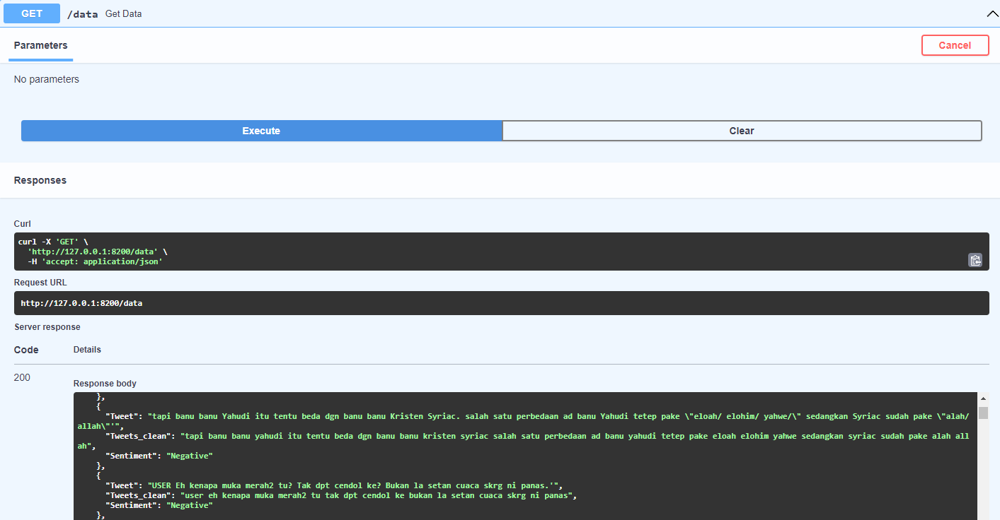 GET /data Get Data
Parameters
Cancel
No parameters
Execute
Clear
Responses
Curl
curl -X 'GET' \
'http://127.0.0.1:8200/data' \
-H 'accept: application/json'
Request URL
http://127.0.0.1:8200/data
Server response
Code Details
200
Response body
},
{
"Tweet": "tapi banu banu Yahudi itu tentu beda dgn banu banu Kristen Syriac. salah satu perbedaan ad banu Yahudi tetep pake \"eloah/ elohim/ yahwe/\" sedangkan Syriac sudah pake \"alah/
allah\"'",
"Tweets_clean": "tapi banu banu yahudi itu tentu beda dgn banu banu kristen syriac salah satu perbedaan ad banu yahudi tetep pake eloah elohim yahwe sedangkan syriac sudah pake alah all
ah",
"Sentiment": "Negative"
},
{
"Tweet": "USER Eh kenapa muka merah2 tu? Tak dpt cendol ke? Bukan la setan cuaca skrg ni panas.'",
"Tweets_clean": "user eh kenapa muka merah2 tu tak dpt cendol ke bukan la setan cuaca skrg ni panas",
"Sentiment": "Negative"
},